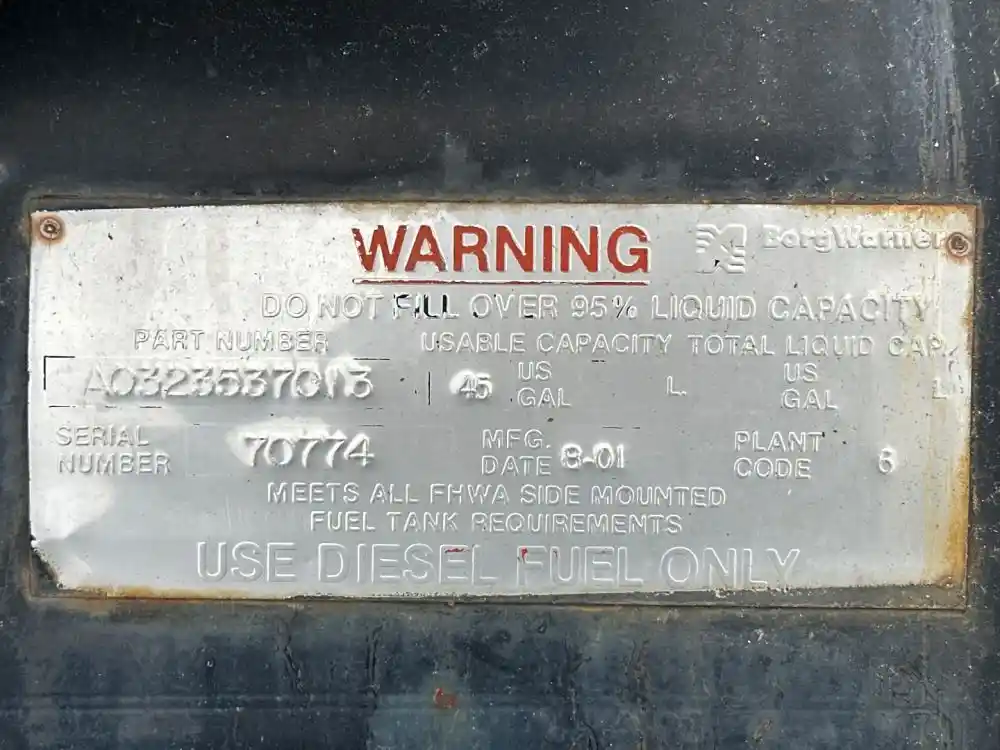 WARNING BorgWarner
DO NOT FILL OVER 95% LIQUID CAPACITY
PART NUMBER USABLE CAPACITY TOTAL LIQUID CAP.
45 US GAL L. US GAL L.
SERIAL NUMBER 70774 MFG. DATE 8-01 PLANT CODE 6
MEETS ALL FHWA SIDE MOUNTED
FUEL TANK REQUIREMENTS
USE DIESEL FUEL ONLY